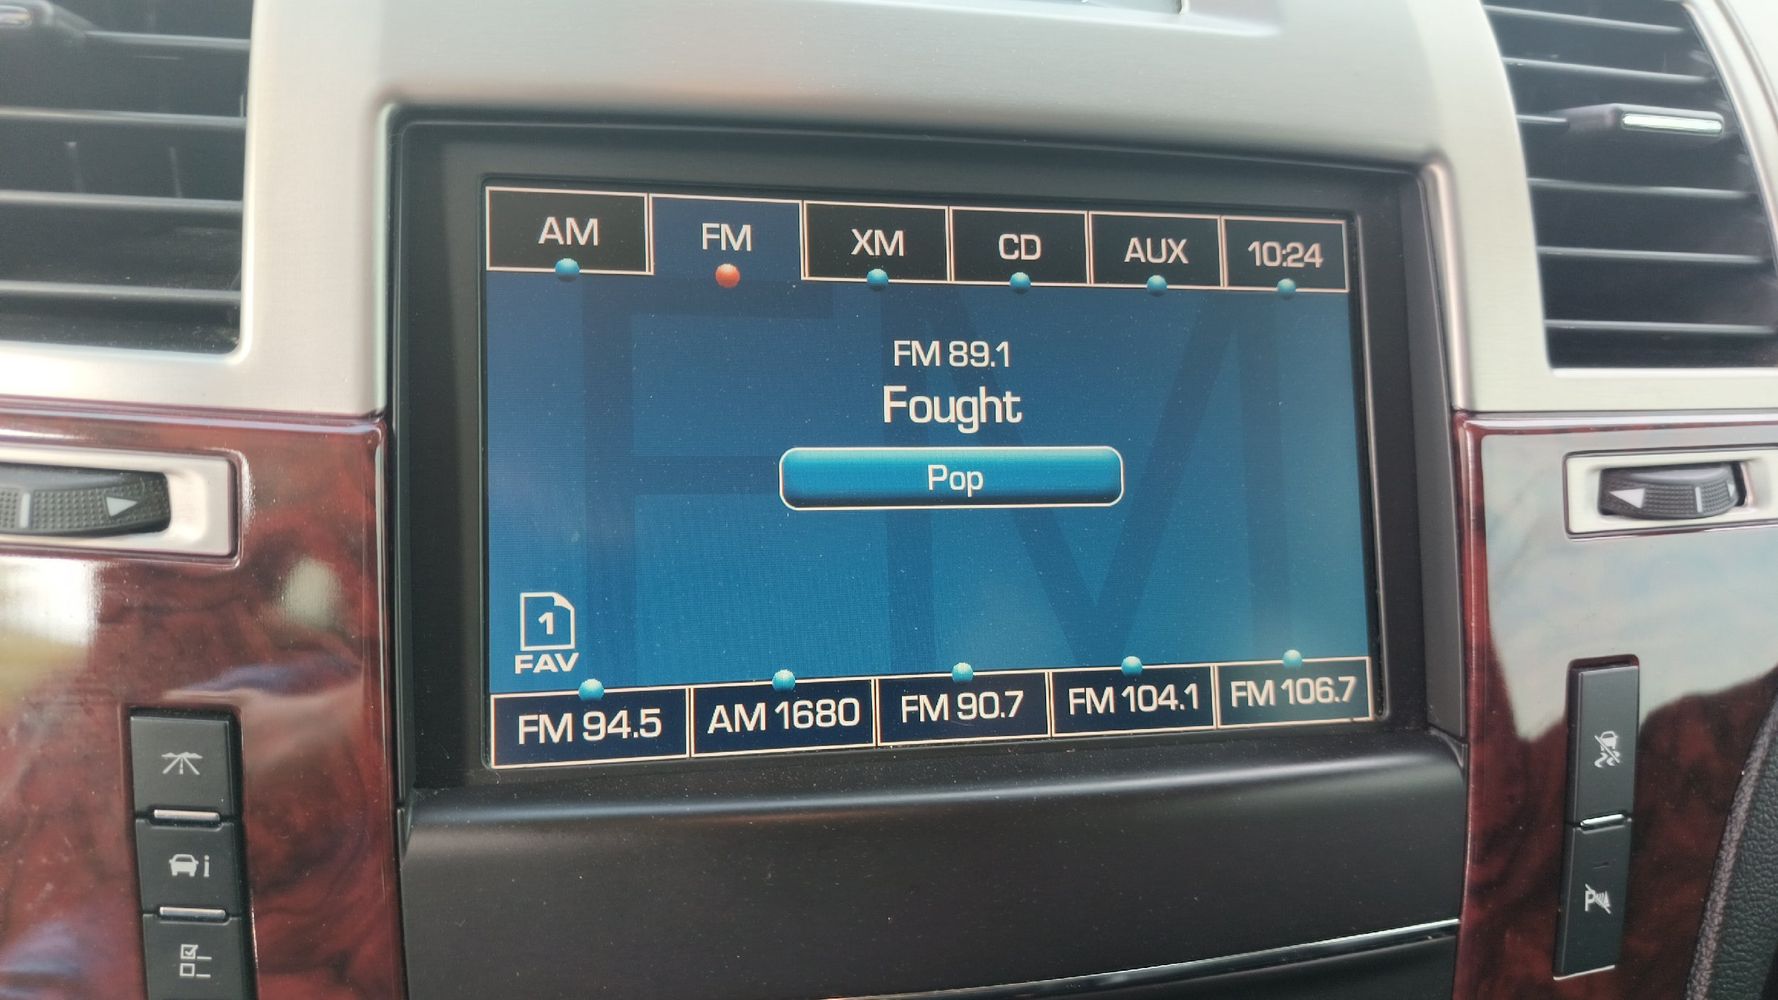 AM FM XM CD AUX 10:24
FM 89.1
Fought
Pop
1
FAV
FM 94.5 AM 1680 FM 90.7 FM 104.1 FM 106.7
i
P